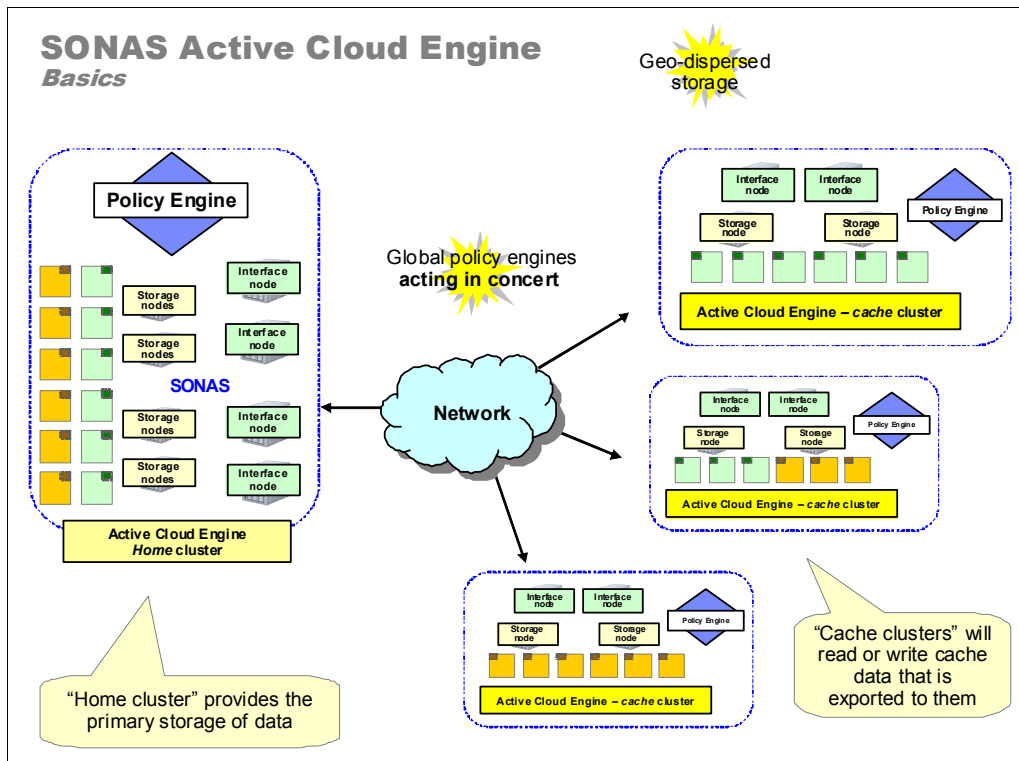 SONAS Active Cloud Engine
Basics
Geo-dispersed
storage
Policy Engine
Interface
node
Storage
nodes
Interface
node
Storage
nodes
SONAS
Interface
node
Storage
nodes
Storage
nodes
Interface
node
Active Cloud Engine
Home cluster
“Home cluster” provides the
primary storage of data
Global policy engines
acting in concert
Network
Interface
node
Interface
node
Policy Engine
Storage
node
Storage
node
Active Cloud Engine – cache cluster
Interface
node
Interface
node
Policy Engine
Storage
node
Storage
node
Active Cloud Engine – cache cluster
Interface
node
Interface
node
Policy Engine
Storage
node
Storage
node
Active Cloud Engine – cache cluster
“Cache clusters” will
read or write cache
data that is
exported to them